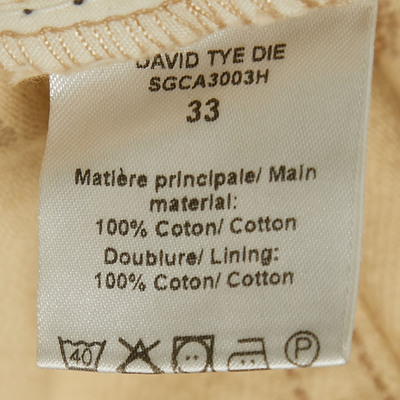 DAVID TYE DIE
SGCA3003H
33
Matière principale/ Main
material:
100% Coton/ Cotton
Doublure/ Lining:
100% Coton/ Cotton
40 P